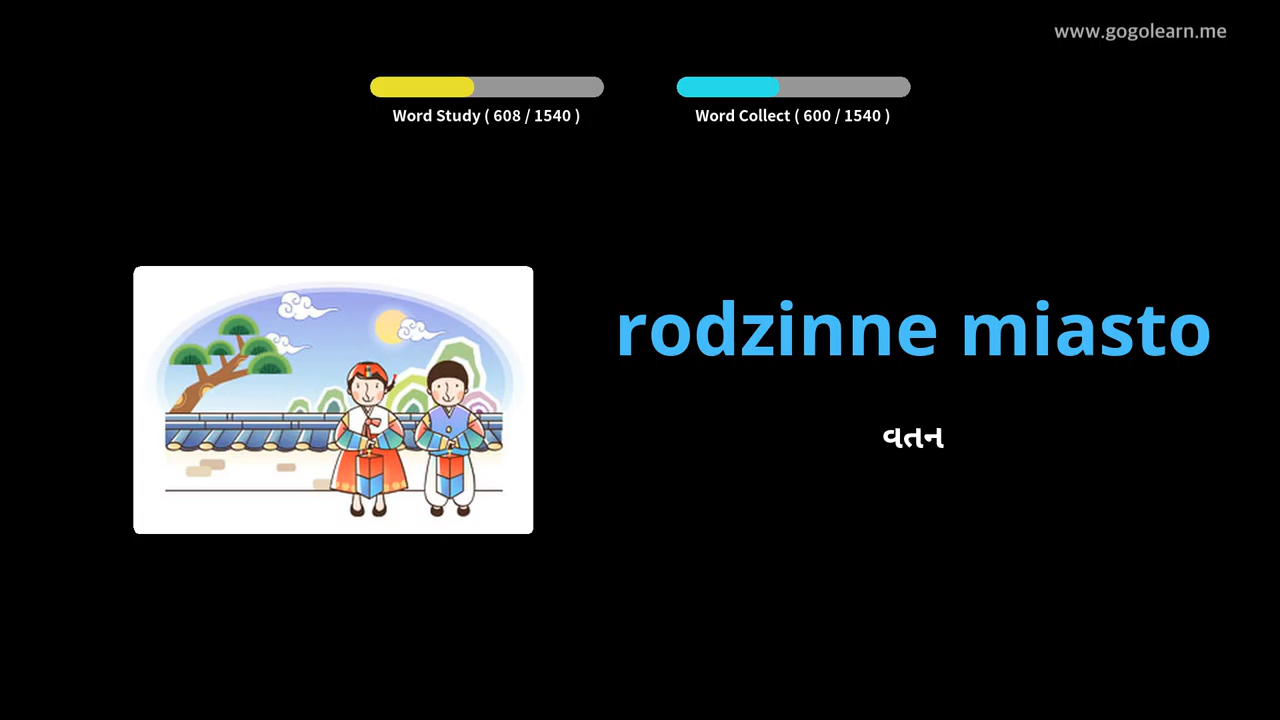 www.gogolearn.me
Word Study ( 608 / 1540 )
Word Collect ( 600 / 1540 )
rodzinne miasto
વતન